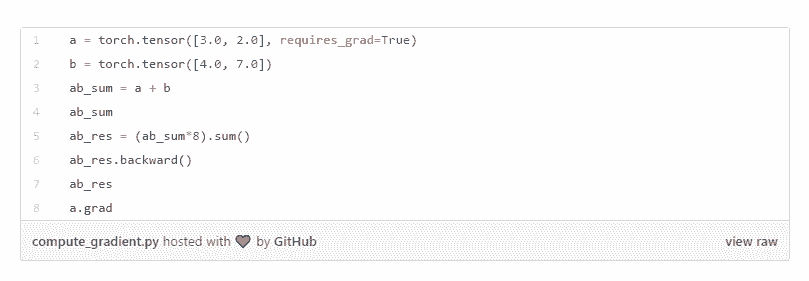 1 a = torch.tensor([3.0, 2.0], requires_grad=True)
2 b = torch.tensor([4.0, 7.0])
3 ab_sum = a + b
4 ab_sum
5 ab_res = (ab_sum*8).sum()
6 ab_res.backward()
7 ab_res
8 a.grad
compute_gradient.py hosted with ❤ by GitHub view raw